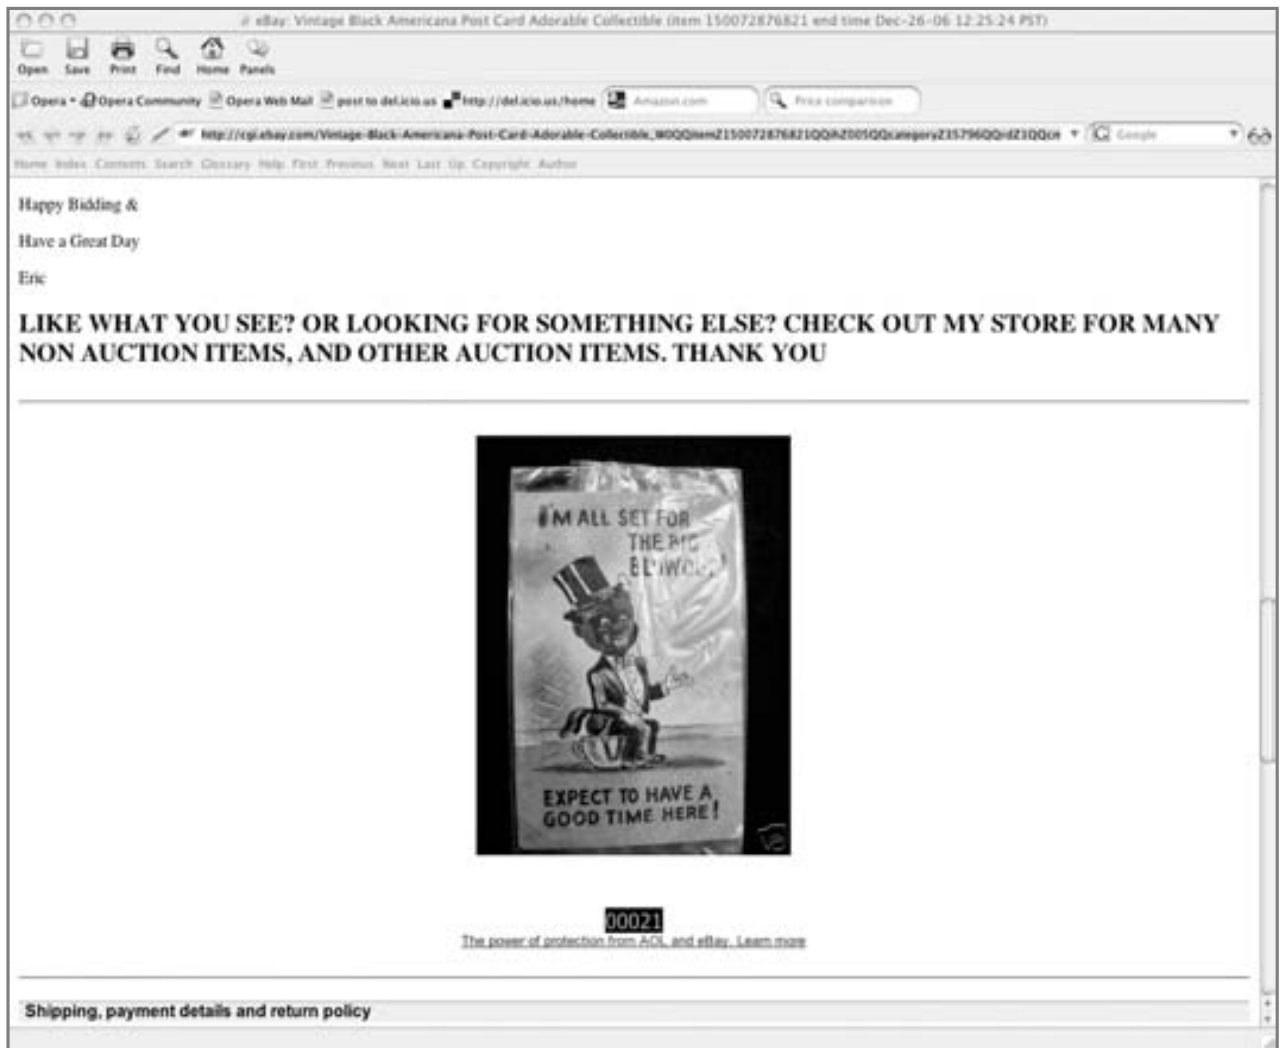 eBay: Vintage Black Americana Post Card Adorable Collectible (item 150072876821 end time Dec-26-06 12:25:24 PST)
Open Save Print Find Home Panels
Opera Opera Community Opera Web Mail post to del.icio.us http://del.icio.us/home Amazon.com Price comparison
Google
Home Index Contents Search Glossary Help First Previous Next Last Up Copyright Author
Happy Bidding &
Have a Great Day
Eric
LIKE WHAT YOU SEE? OR LOOKING FOR SOMETHING ELSE? CHECK OUT MY STORE FOR MANY
NON AUCTION ITEMS, AND OTHER AUCTION ITEMS. THANK YOU
I'M ALL SET FOR
THE BIG
EXPECT TO HAVE A
GOOD TIME HERE!
00021
The power of protection from AOL and eBay. Learn more
Shipping, payment details and return policy